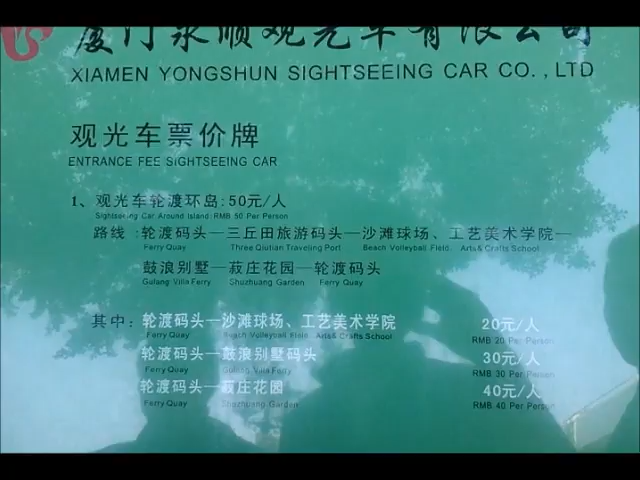 厦门永顺观光车有限公司
XIAMEN YONGSHUN SIGHTSEEING CAR CO. , LTD
观光车票价牌
ENTRANCE FEE SIGHTSEEING CAR
1、观光车轮渡环岛:50元/人
Sightseeing Car Around Island:RMB 50 Per Person
路线:轮渡码头—三丘田旅游码头—沙滩球场、工艺美术学院—
Ferry Quay Three Qiutian Traveling Port Beach Volleyball Field、Arts& Crafts School
鼓浪别墅—菽庄花园—轮渡码头
Gulang Villa Ferry Shuzhuang Garden Ferry Quay
其中:轮渡码头—沙滩球场、工艺美术学院 20元/人
Ferry Quay Beach Volleyball Field Arts& Crafts School RMB 20 Per Person
轮渡码头—鼓浪别墅码头 30元/人
Ferry Quay Gulang Villa Ferry RMB 30 Per Person
轮渡码头—菽庄花园 40元/人
Ferry Quay Shuzhuang Garden RMB 40 Per Person